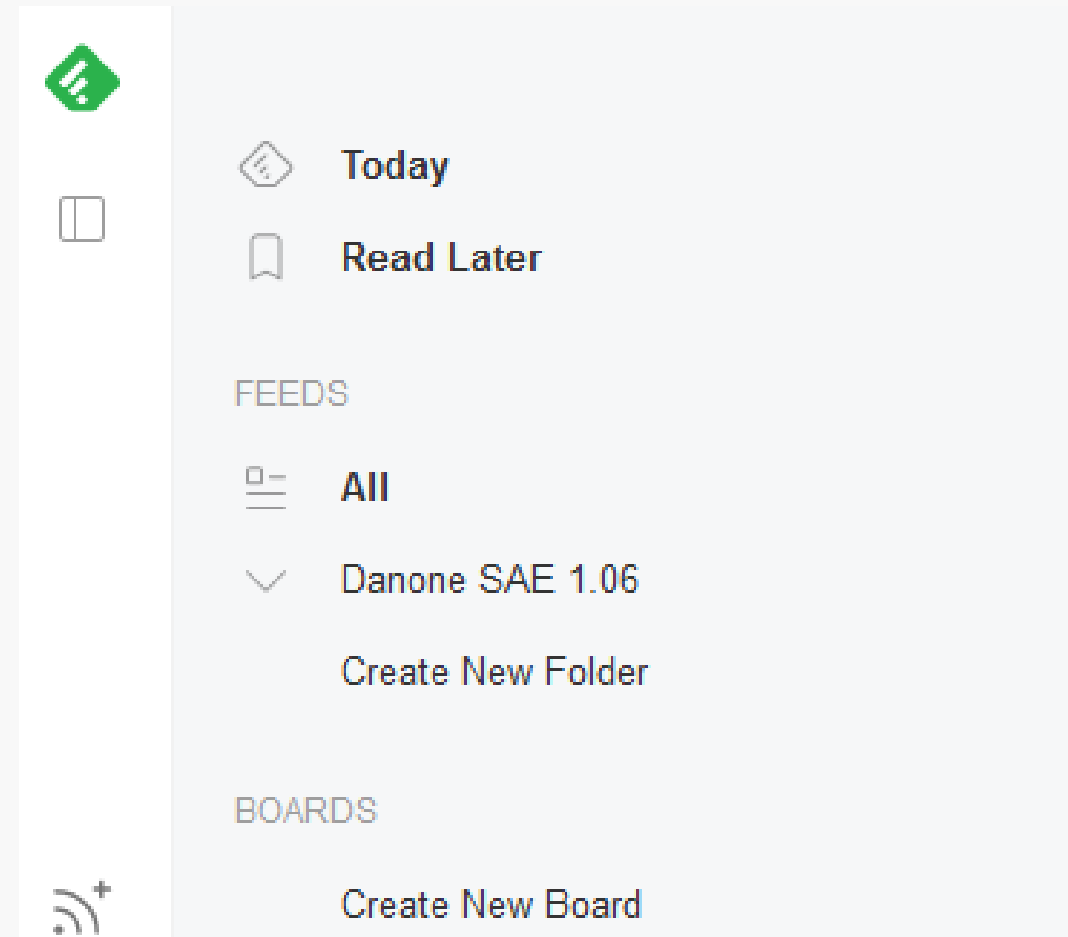 Today
Read Later
FEEDS
All
Danone SAE 1.06
Create New Folder
BOARDS
Create New Board